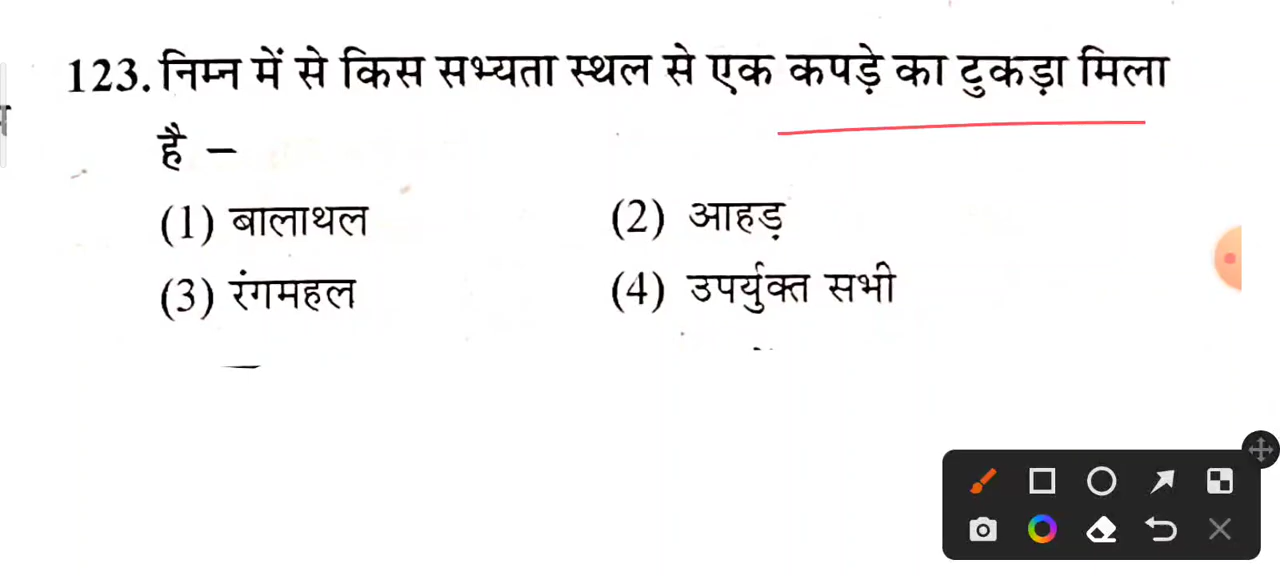 123. निम्न में से किस सभ्यता स्थल से एक कपड़े का टुकड़ा मिला
है –
(1) बालाथल (2) आहड़
(3) रंगमहल (4) उपर्युक्त सभी